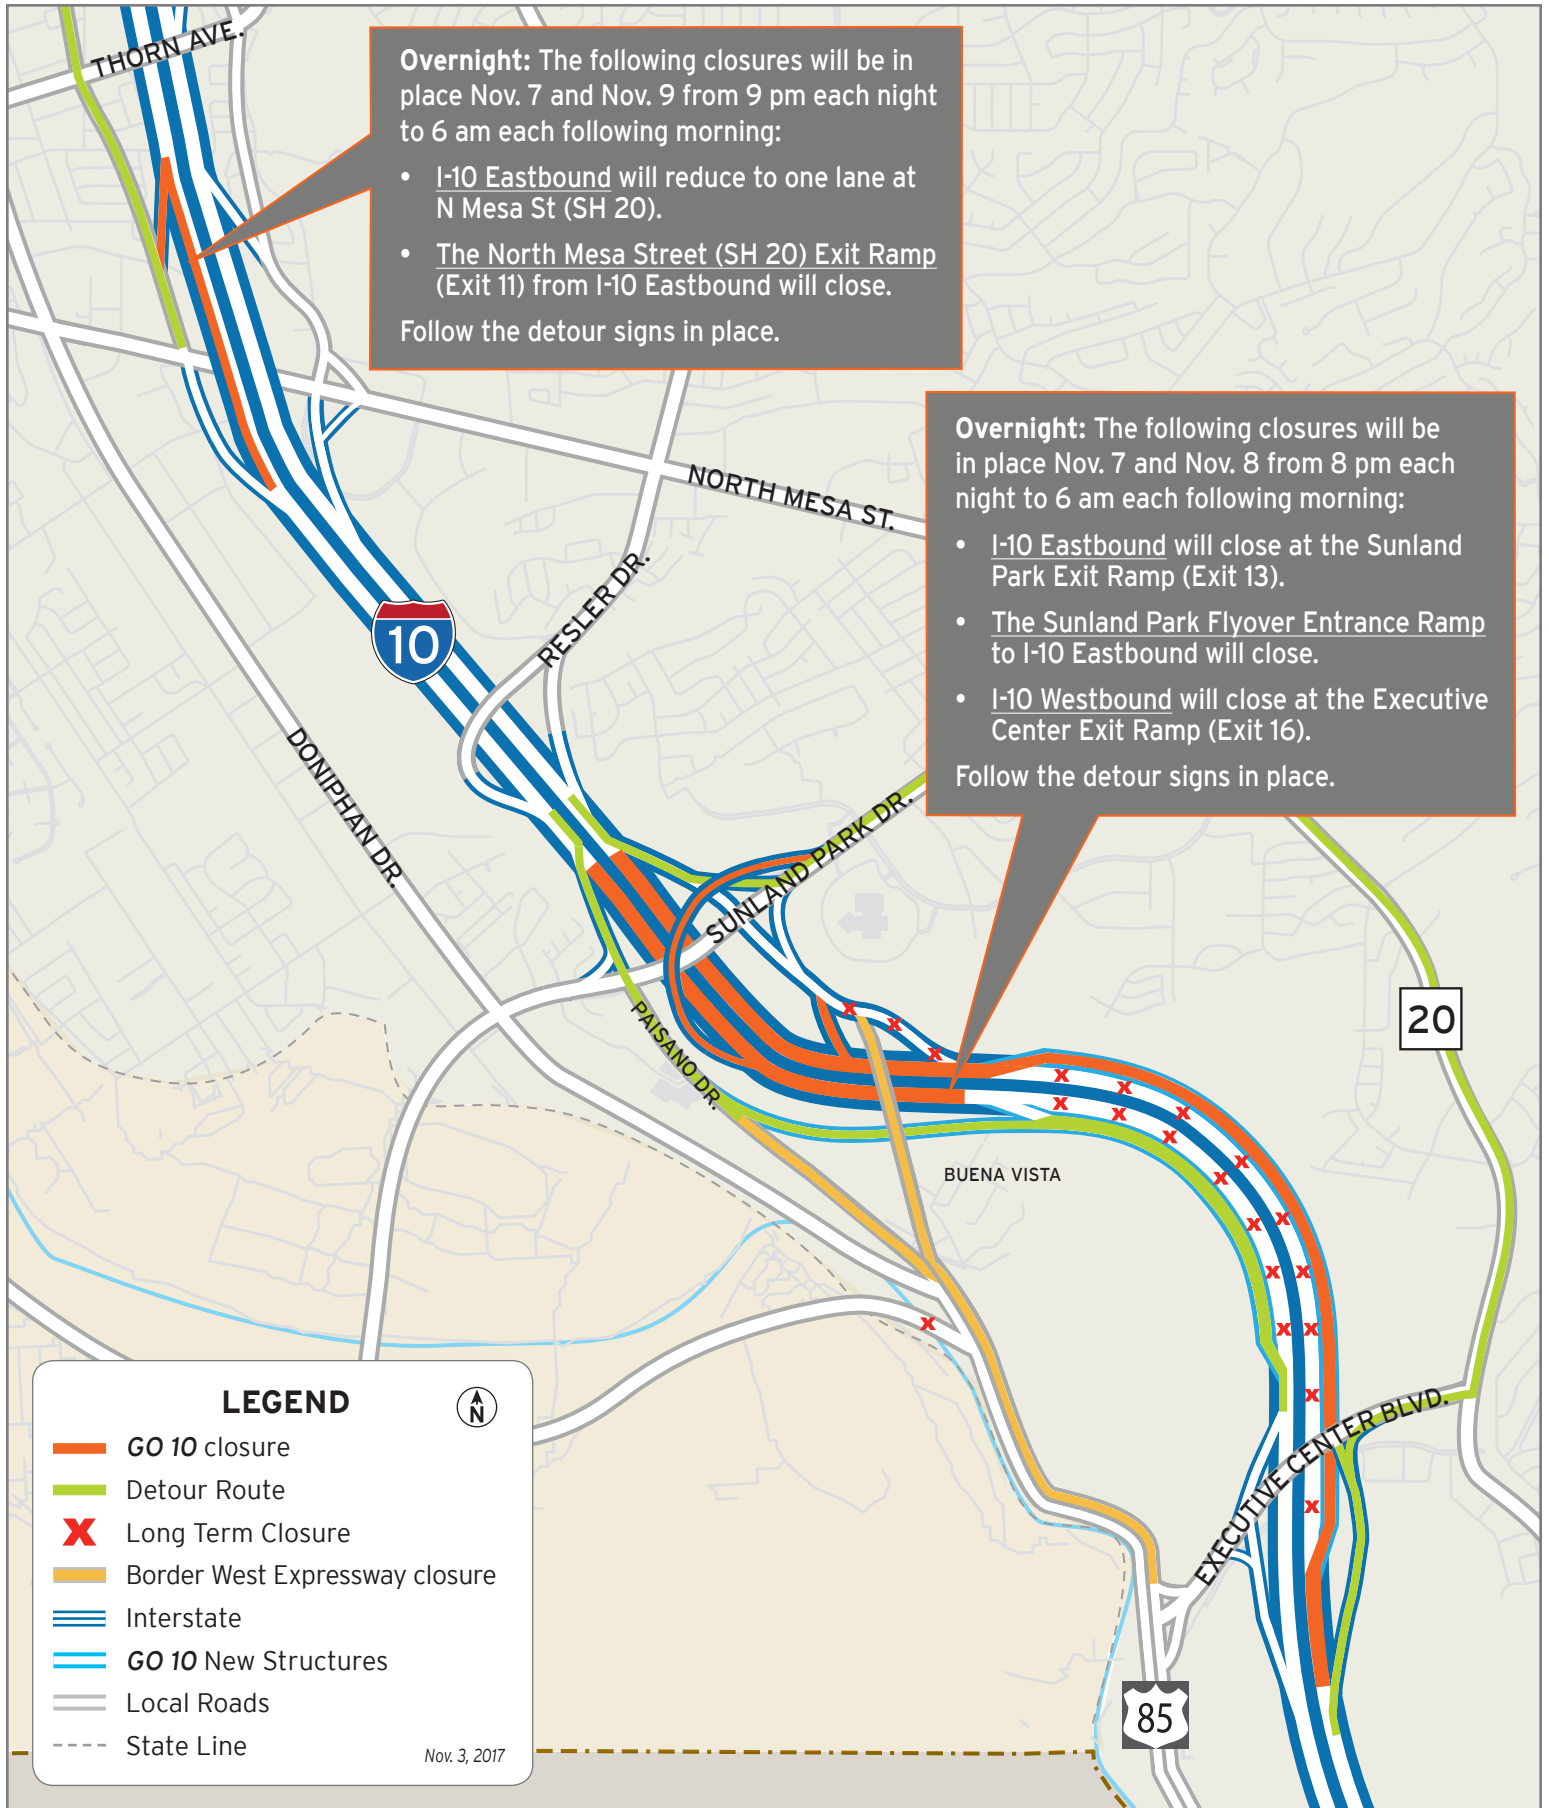 THORN AVE.
Overnight: The following closures will be in
place Nov. 7 and Nov. 9 from 9 pm each night
to 6 am each following morning:
• I-10 Eastbound will reduce to one lane at
N Mesa St (SH 20).
• The North Mesa Street (SH 20) Exit Ramp
(Exit 11) from I-10 Eastbound will close.
Follow the detour signs in place.
Overnight: The following closures will be
in place Nov. 7 and Nov. 8 from 8 pm each
night to 6 am each following morning:
• I-10 Eastbound will close at the Sunland
Park Exit Ramp (Exit 13).
• The Sunland Park Flyover Entrance Ramp
to I-10 Eastbound will close.
• I-10 Westbound will close at the Executive
Center Exit Ramp (Exit 16).
Follow the detour signs in place.
NORTH MESA ST.
RESLER DR.
10
DONIPHAN DR.
SUNLAND PARK DR.
PAISANO DR.
20
BUENA VISTA
EXECUTIVE CENTER BLVD.
85
LEGEND
N
GO 10 closure
Detour Route
Long Term Closure
Border West Expressway closure
Interstate
GO 10 New Structures
Local Roads
State Line
Nov. 3, 2017